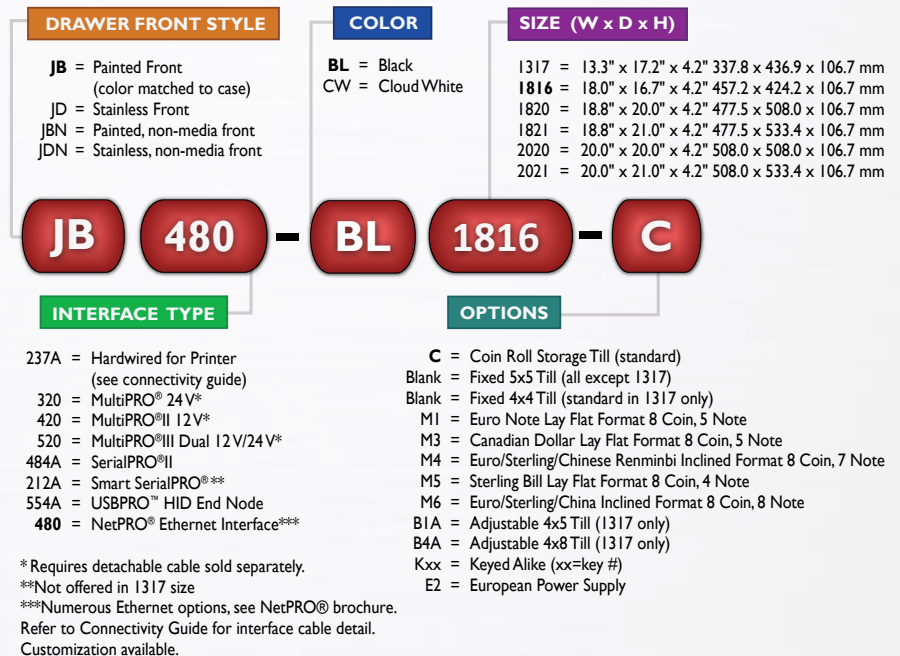 DRAWER FRONT STYLE
JB = Painted Front
(color matched to case)
JD = Stainless Front
JBN = Painted, non-media front
JDN = Stainless, non-media front
COLOR
BL = Black
CW = Cloud White
SIZE (W x D x H)
1317 = 13.3" x 17.2" x 4.2" 337.8 x 436.9 x 106.7 mm
1816 = 18.0" x 16.7" x 4.2" 457.2 x 424.2 x 106.7 mm
1820 = 18.8" x 20.0" x 4.2" 477.5 x 508.0 x 106.7 mm
1821 = 18.8" x 21.0" x 4.2" 477.5 x 533.4 x 106.7 mm
2020 = 20.0" x 20.0" x 4.2" 508.0 x 508.0 x 106.7 mm
2021 = 20.0" x 21.0" x 4.2" 508.0 x 533.4 x 106.7 mm
JB 480 - BL 1816 - C
INTERFACE TYPE
237A = Hardwired for Printer
(see connectivity guide)
320 = MultiPRO® 24V*
420 = MultiPRO®II 12V*
520 = MultiPRO®III Dual 12V/24V*
484A = SerialPRO®II
212A = Smart SerialPRO® **
554A = USBPRO™ HID End Node
480 = NetPRO® Ethernet Interface***
* Requires detachable cable sold separately.
**Not offered in 1317 size
***Numerous Ethernet options, see NetPRO® brochure.
Refer to Connectivity Guide for interface cable detail.
Customization available.
OPTIONS
C = Coin Roll Storage Till (standard)
Blank = Fixed 5x5 Till (all except 1317)
Blank = Fixed 4x4 Till (standard in 1317 only)
M1 = Euro Note Lay Flat Format 8 Coin, 5 Note
M3 = Canadian Dollar Lay Flat Format 8 Coin, 5 Note
M4 = Euro/Sterling/Chinese Renminbi Inclined Format 8 Coin, 7 Note
M5 = Sterling Bill Lay Flat Format 8 Coin, 4 Note
M6 = Euro/Sterling/China Inclined Format 8 Coin, 8 Note
B1A = Adjustable 4x5 Till (1317 only)
B4A = Adjustable 4x8 Till (1317 only)
Kxx = Keyed Alike (xx=key #)
E2 = European Power Supply